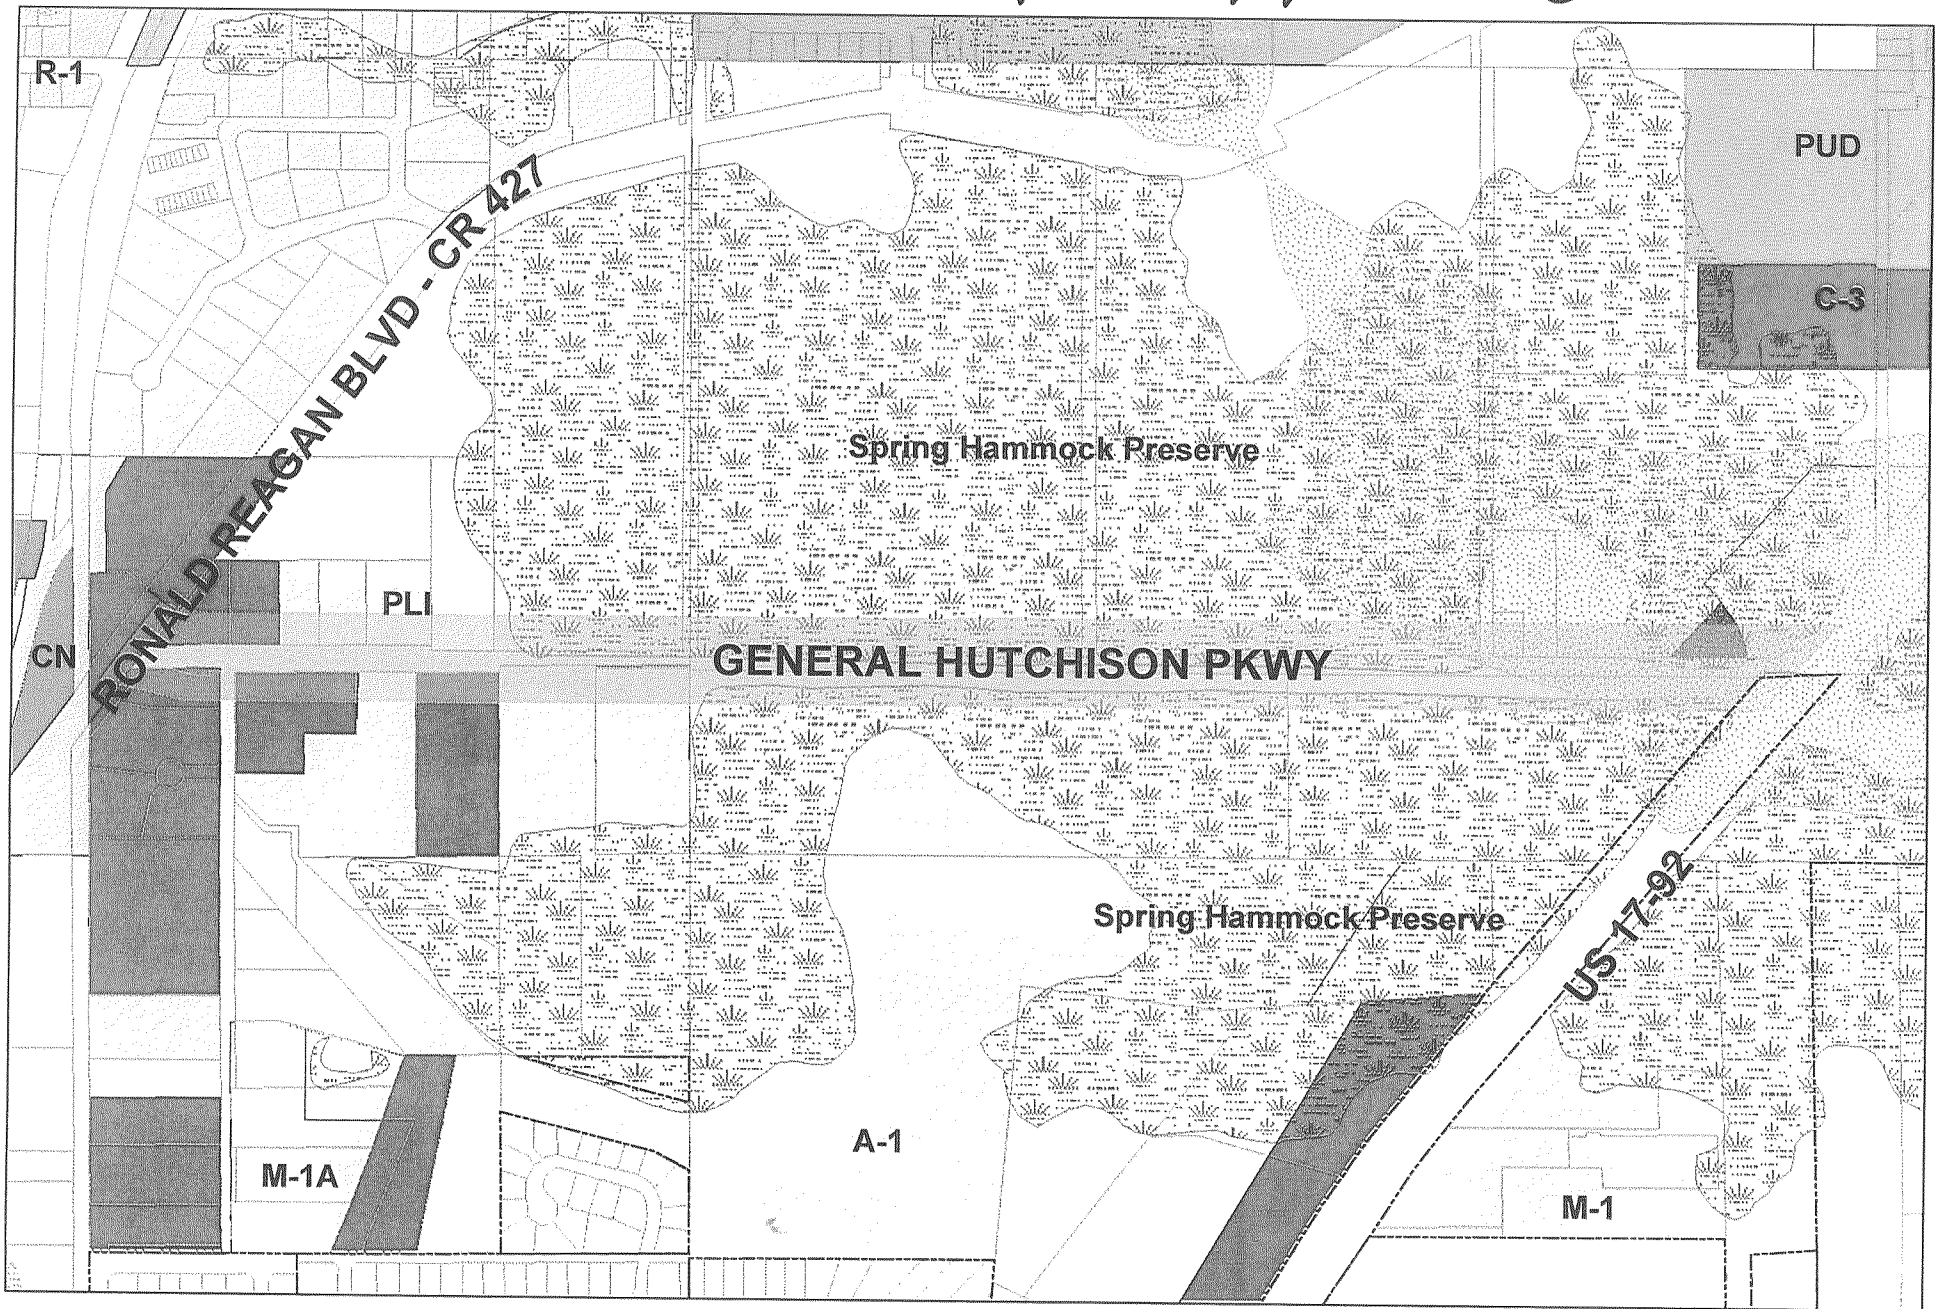 R-1
PUD
RONALD REAGAN BLVD - CR 427
C-3
Spring Hammock Preserve
PLI
CN
GENERAL HUTCHISON PKWY
Spring Hammock Preserve
US 17-92
A-1
M-1A
M-1